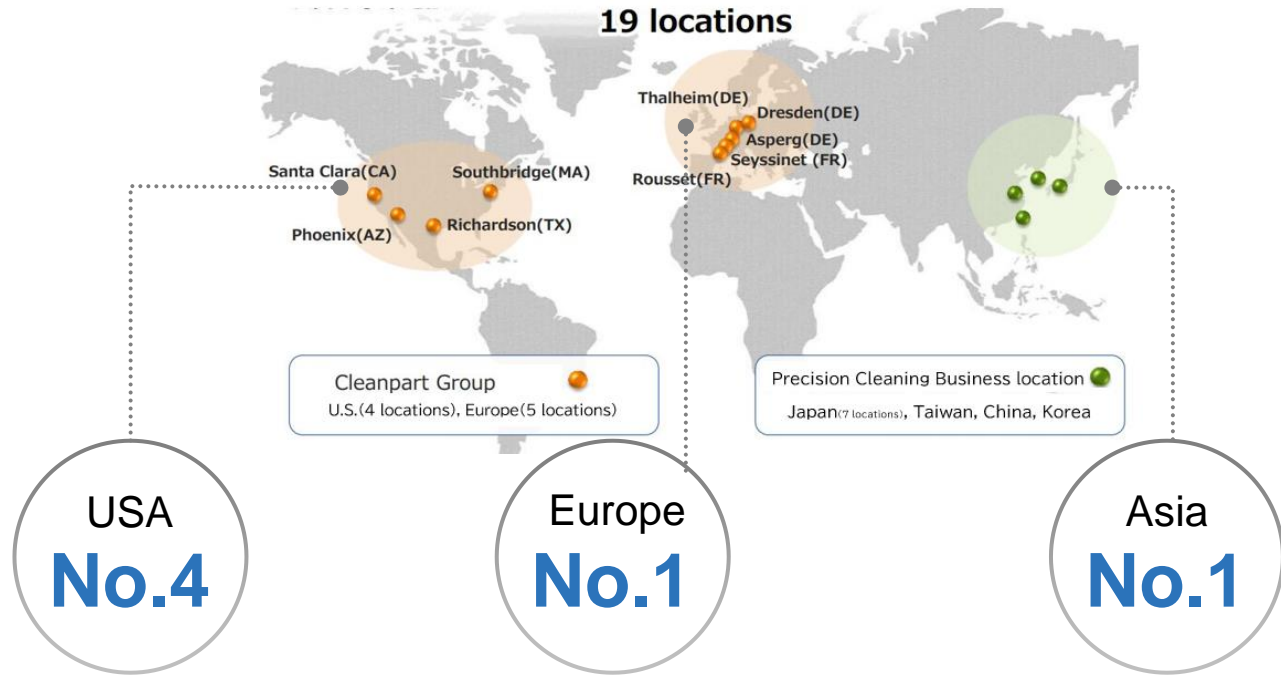 19 locations
Thalheim(DE)
Dresden(DE)
Asperg(DE)
Seyssinet (FR)
Rousset(FR)
Santa Clara(CA)
Southbridge(MA)
Phoenix(AZ)
Richardson(TX)
Cleanpart Group
U.S.(4 locations), Europe(5 locations)
Precision Cleaning Business location
Japan(7 locations), Taiwan, China, Korea
USA
No.4
Europe
No.1
Asia
No.1